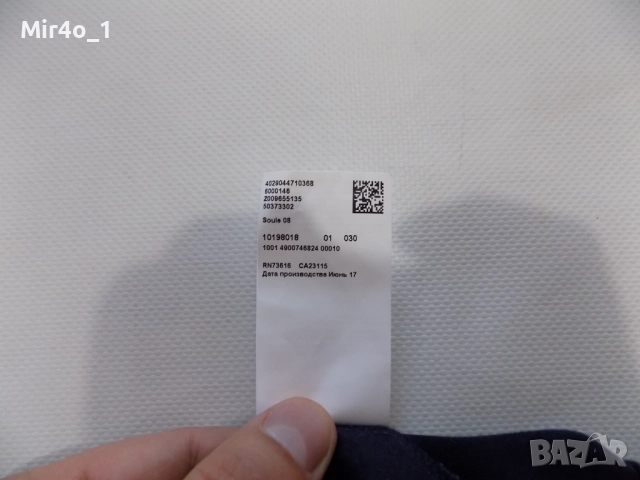 Mir4o_1
4029044710368
6000146
Z009655135
50373302
Soule 08
10198018 01 030
1001 4900746824 00010
RN73616 CA23115
Дата производства Июнь 17
BAZAR